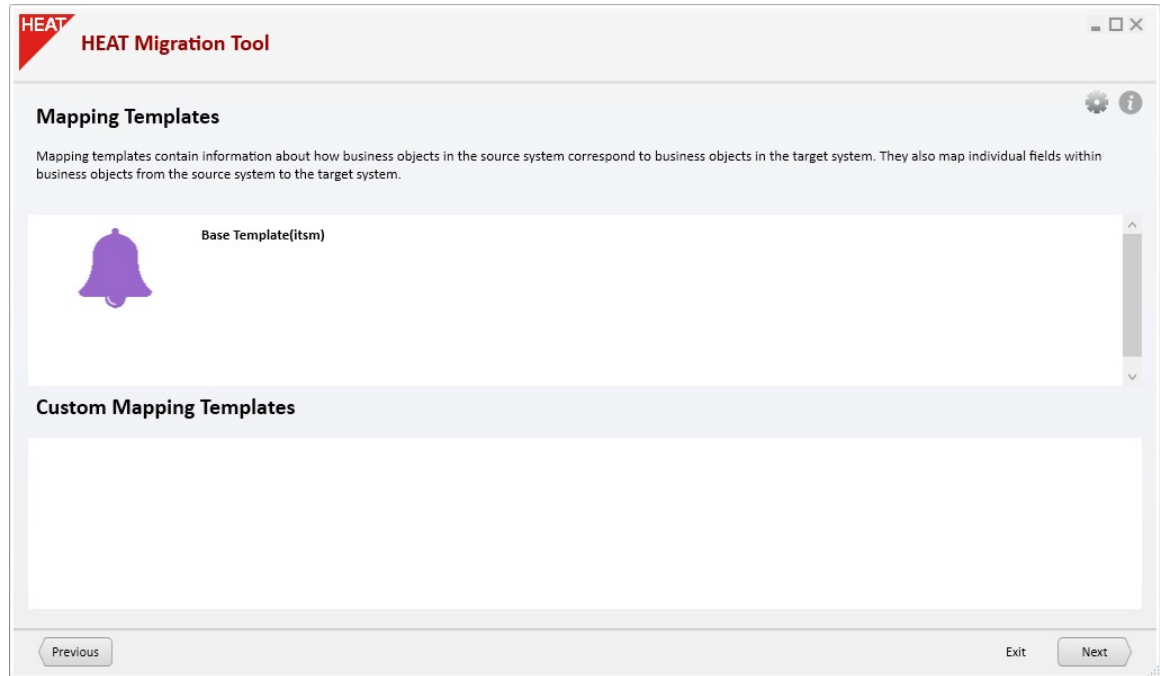 HEAT
HEAT Migration Tool
Mapping Templates
Mapping templates contain information about how business objects in the source system correspond to business objects in the target system. They also map individual fields within
business objects from the source system to the target system.
Base Template(itsm)
Custom Mapping Templates
Previous
Exit
Next